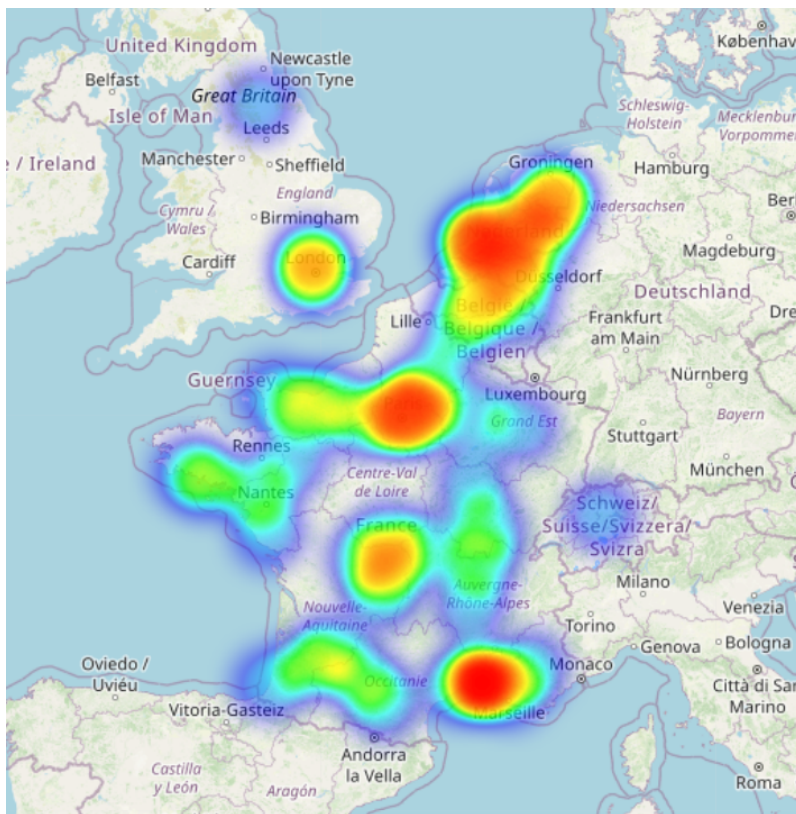 København
United Kingdom
Newcastle
upon Tyne
Belfast
Great Britain
Isle of Man
Schleswig-
Holstein
Mecklenburg
Vorpommer
Leeds
Manchester
Sheffield
/ Ireland
Groningen
Hamburg
England
Niedersachsen
Ber
Cymru /
Wales
Birmingham
Cardiff
London
Magdeburg
Düsseldorf
Deutschland
België /
Belgique /
Belgien
Lille
Frankfurt
am Main
Dre
Guernsey
Luxembourg
Nürnberg
Paris
Grand Est
Bayern
Rennes
Stuttgart
München
Centre-Val
de Loire
Nantes
France
Schweiz/
Suisse/Svizzera/
Svizra
Auvergne-
Rhône-Alpes
Milano
Nouvelle-
Aquitaine
Venezia
Torino
Genova
Bologna
Oviedo /
Uviéu
Occitanie
Monaco
Città di San
Marino
Vitoria-Gasteiz
Marseille
Andorra
la Vella
Castilla
y León
Aragón
Roma